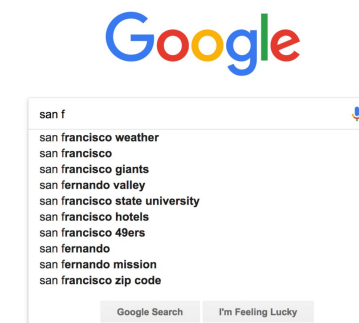 Google
san f
san francisco weather
san francisco
san francisco giants
san fernando valley
san francisco state university
san francisco hotels
san francisco 49ers
san fernando
san fernando mission
san francisco zip code
Google Search I'm Feeling Lucky